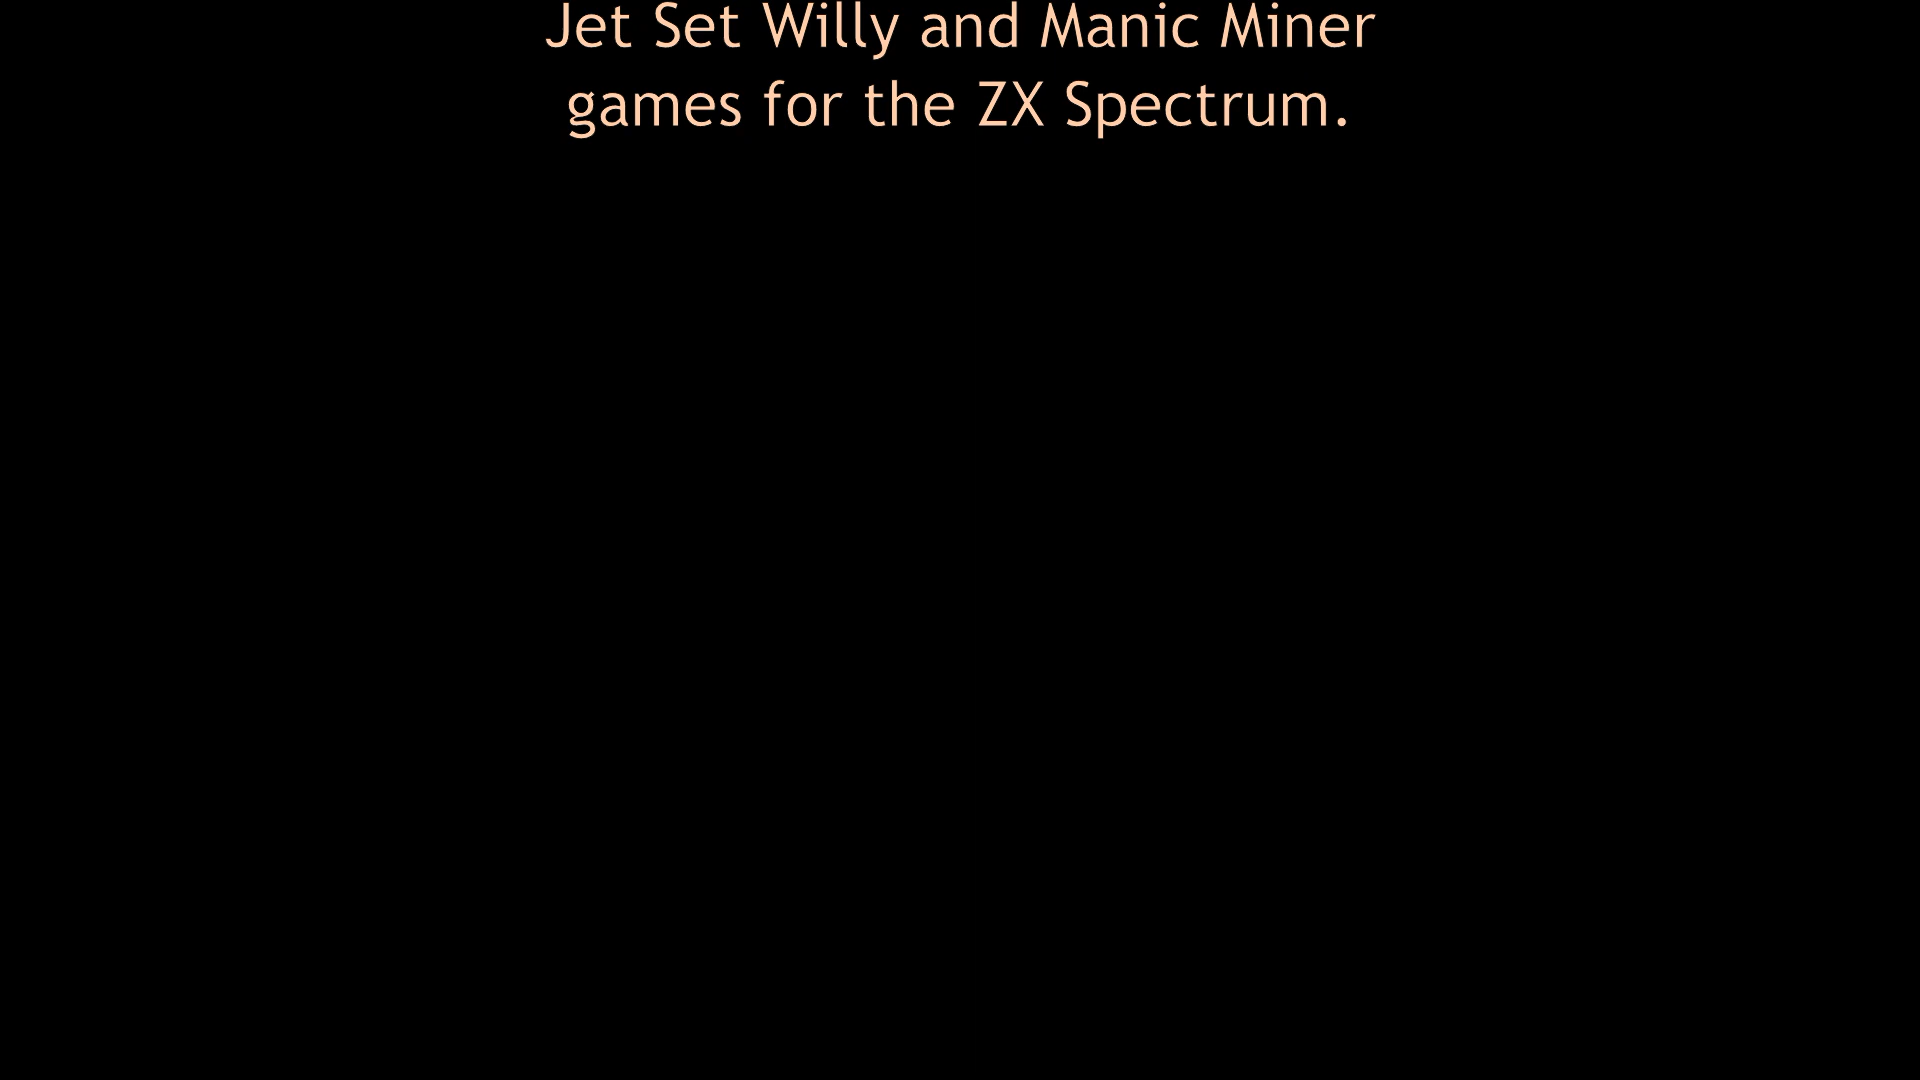 Jet Set Willy and Manic Miner
games for the ZX Spectrum.